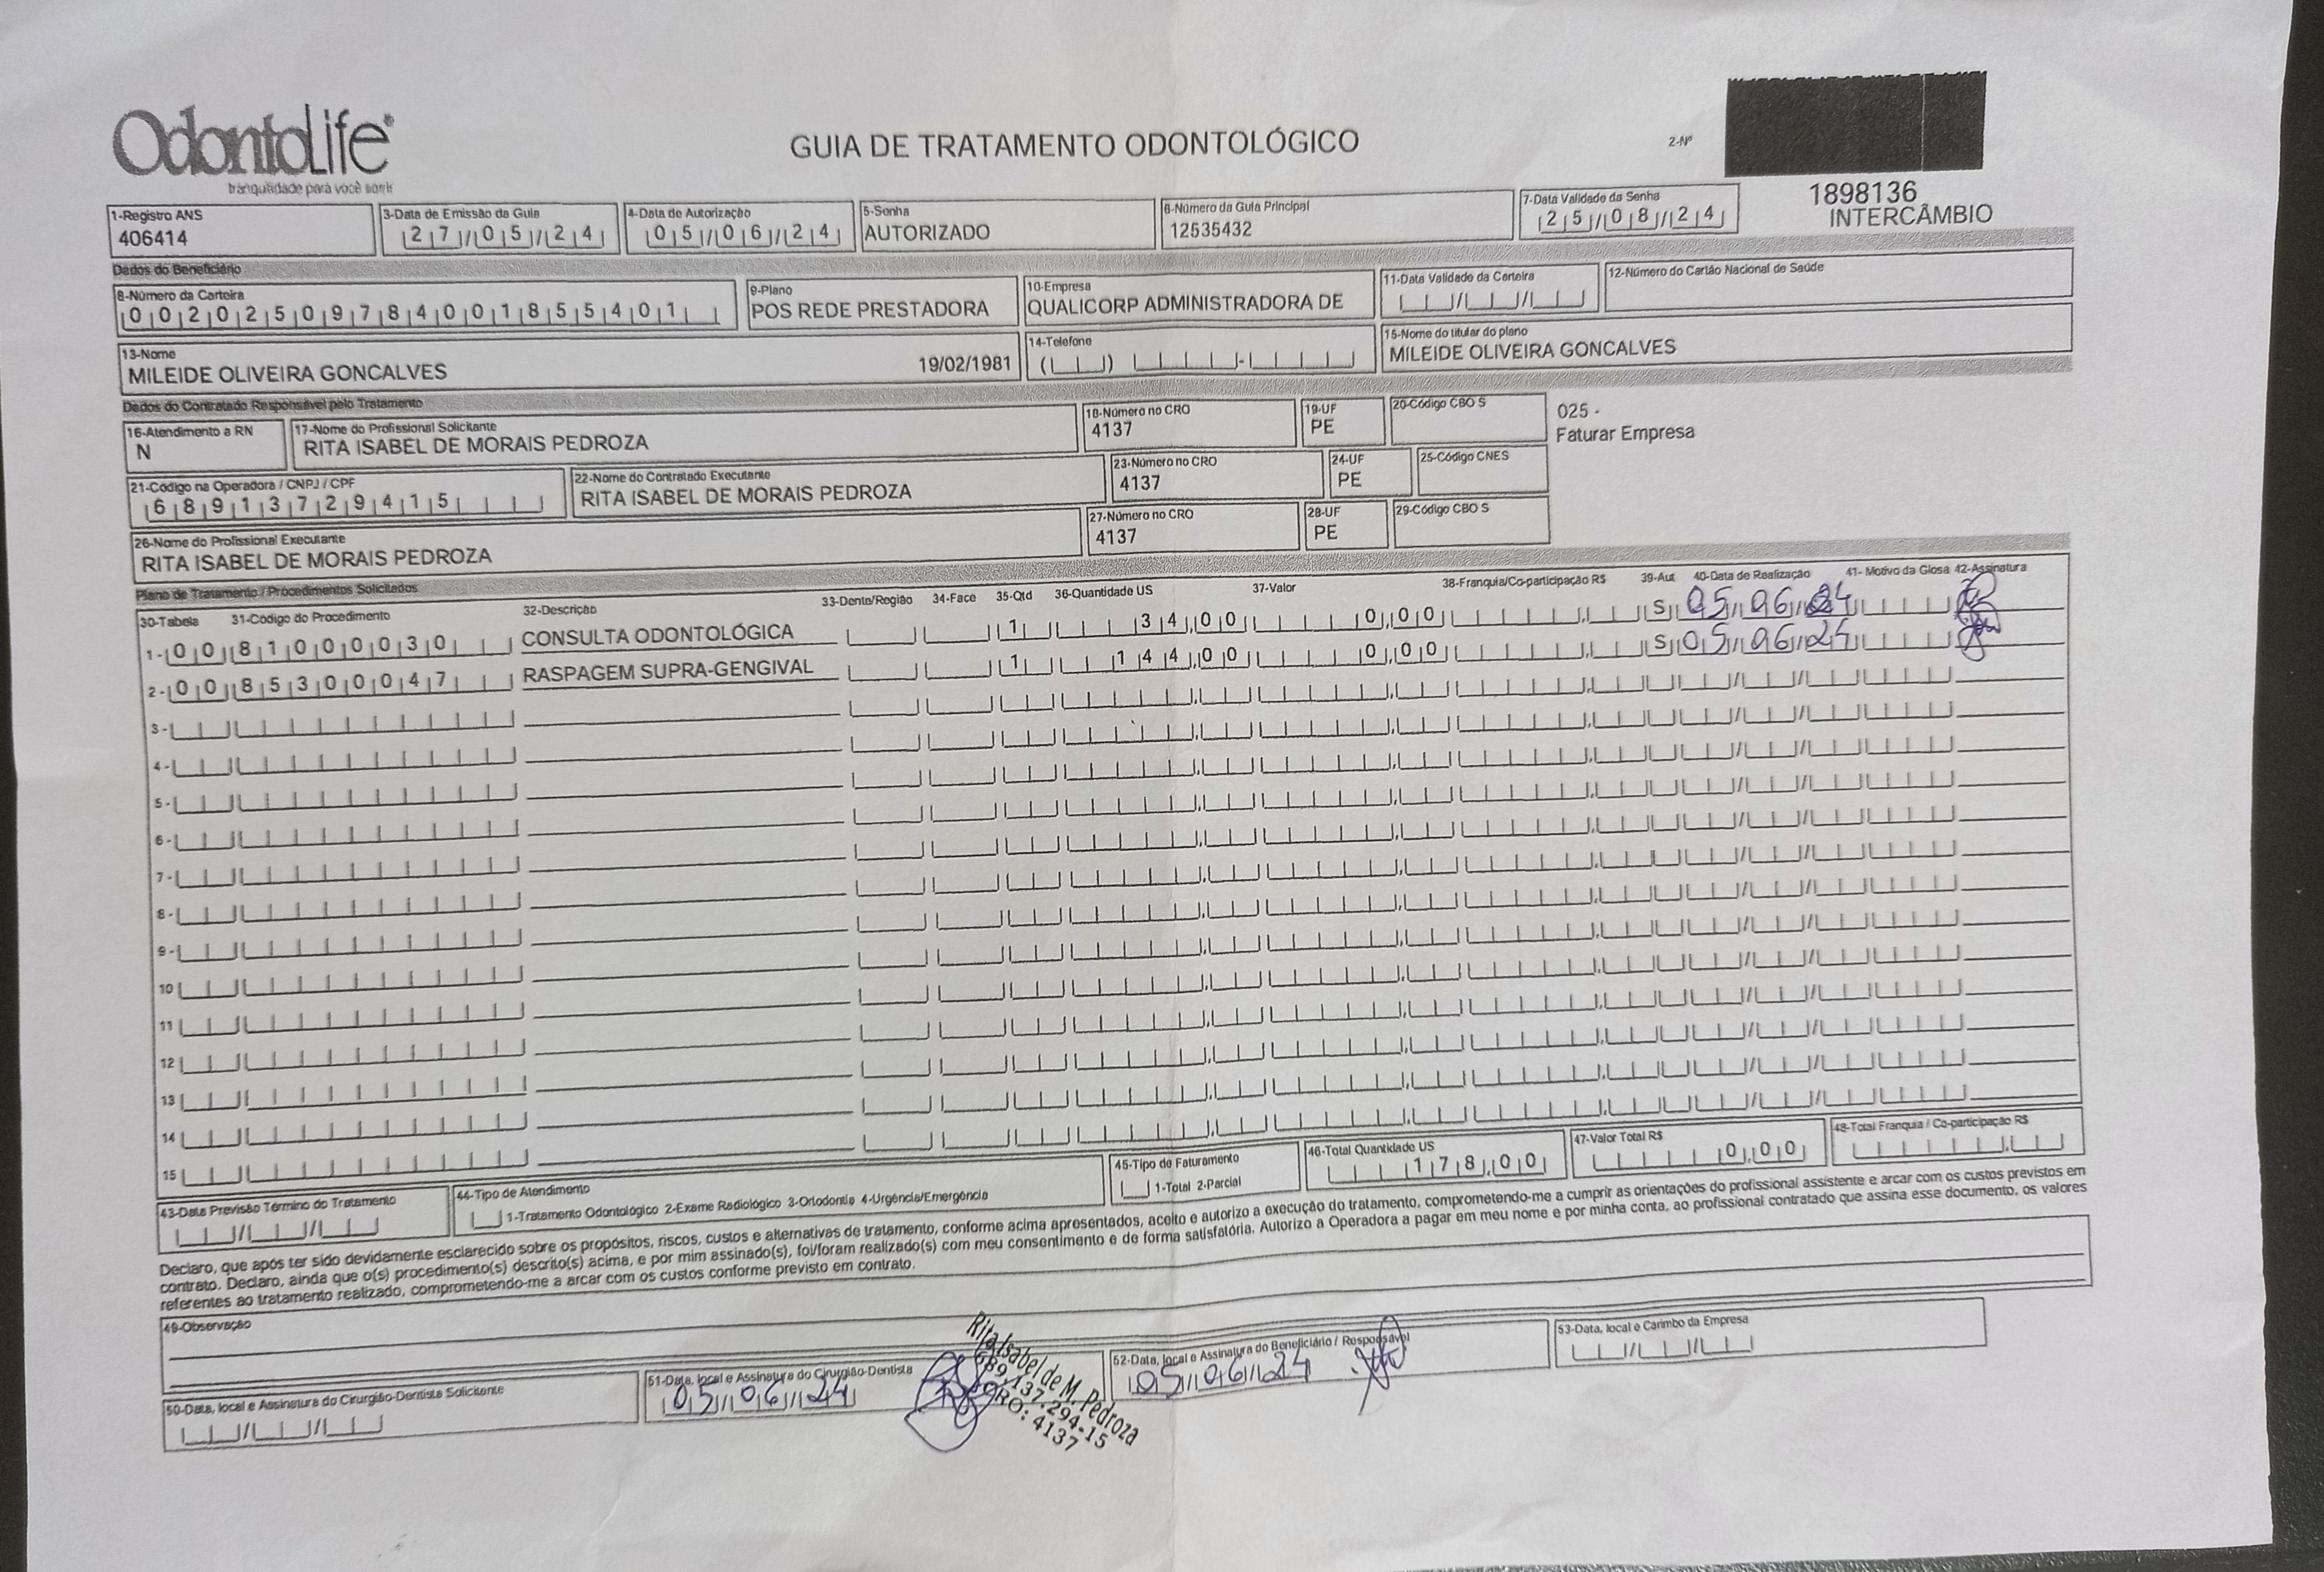 OdontoLife®
tranquilidade para você sorrir
GUIA DE TRATAMENTO ODONTOLÓGICO
2-Nº
1898136
INTERCÂMBIO
1-Registro ANS
406414
3-Data de Emissão da Guia
27/05/24
4-Data de Autorização
05/06/24
5-Senha
AUTORIZADO
6-Número da Guia Principal
12535432
7-Data Validade da Senha
25/08/24
Dados do Beneficiário
8-Número da Carteira
00202509784001855401
9-Plano
POS REDE PRESTADORA
10-Empresa
QUALICORP ADMINISTRADORA DE
11-Data Validade da Carteira
12-Número do Cartão Nacional de Saúde
13-Nome
MILEIDE OLIVEIRA GONCALVES 19/02/1981
14-Telefone
15-Nome do titular do plano
MILEIDE OLIVEIRA GONCALVES
Dados do Contratado Responsável pelo Tratamento
16-Atendimento a RN
N
17-Nome do Profissional Solicitante
RITA ISABEL DE MORAIS PEDROZA
18-Número no CRO
4137
19-UF
PE
20-Código CBO S
025 -
Faturar Empresa
21-Código na Operadora / CNPJ / CPF
68913729415
22-Nome do Contratado Executante
RITA ISABEL DE MORAIS PEDROZA
23-Número no CRO
4137
24-UF
PE
25-Código CNES
26-Nome do Profissional Executante
RITA ISABEL DE MORAIS PEDROZA
27-Número no CRO
4137
28-UF
PE
29-Código CBO S
Plano de Tratamento / Procedimentos Solicitados
30-Tabela 31-Código do Procedimento 32-Descrição 33-Dente/Região 34-Face 35-Qtd 36-Quantidade US 37-Valor 38-Franquia/Co-participação R$ 39-Aut 40-Data de Realização 41- Motivo da Glosa 42-Assinatura
1- 00 81000030 CONSULTA ODONTOLÓGICA 1 34,00 0,00 S 05/06/24
2- 00 85300047 RASPAGEM SUPRA-GENGIVAL 1 144,00 0,00 S 05/06/24
3-
4-
5-
6-
7-
8-
9-
10
11
12
13
14
15
43-Data Previsão Término do Tratamento
44-Tipo de Atendimento
1-Tratamento Odontológico 2-Exame Radiológico 3-Ortodontia 4-Urgência/Emergência
45-Tipo de Faturamento
1-Total 2-Parcial
46-Total Quantidade US
178,00
47-Valor Total R$
0,00
48-Total Franquia / Co-participação R$
Declaro, que após ter sido devidamente esclarecido sobre os propósitos, riscos, custos e alternativas de tratamento, conforme acima apresentados, aceito e autorizo a execução do tratamento, comprometendo-me a cumprir as orientações do profissional assistente e arcar com os custos previstos em
contrato. Declaro, ainda que o(s) procedimento(s) descrito(s) acima, e por mim assinado(s), foi/foram realizado(s) com meu consentimento e de forma satisfatória. Autorizo a Operadora a pagar em meu nome e por minha conta, ao profissional contratado que assina esse documento, os valores
referentes ao tratamento realizado, comprometendo-me a arcar com os custos conforme previsto em contrato.
49-Observação
50-Data, local e Assinatura do Cirurgião-Dentista Solicitante
51-Data, local e Assinatura do Cirurgião-Dentista
05/06/24
Rita Isabel de M. Pedroza
689.137.294-15
CRO: 4137
52-Data, local e Assinatura do Beneficiário / Responsável
05/06/24
53-Data, local e Carimbo da Empresa